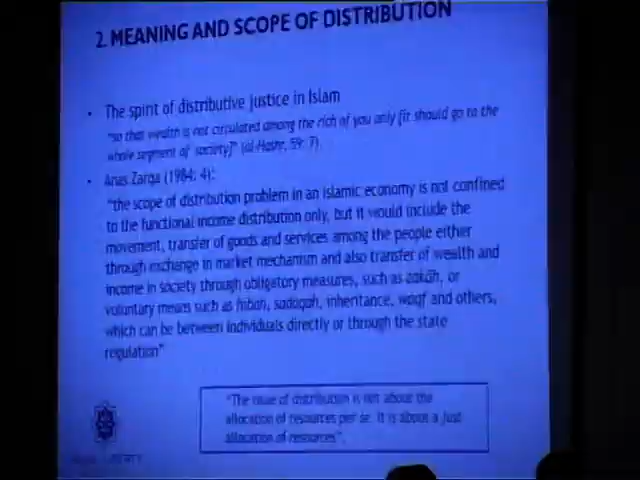 2. MEANING AND SCOPE OF DISTRIBUTION
• The spirit of distributive justice in Islam
"so that wealth is not circulated among the rich of you only [it should go to the
whole segment of society]" (al-Hashr, 59: 7).
• Anas Zarqa (1984: 4):
"the scope of distribution problem in an Islamic economy is not confined
to the functional income distribution only, but it would include the
movement, transfer of goods and services among the people either
through exchange in market mechanism and also transfer of wealth and
income in society through obligatory measures, such as zakāh, or
voluntary means such as hibah, sadaqah, inheritance, waqf and others,
which can be between individuals directly or through the state
regulation"
"The issue of distribution is not about the
allocation of resources per se. It is about a just
allocation of resources".